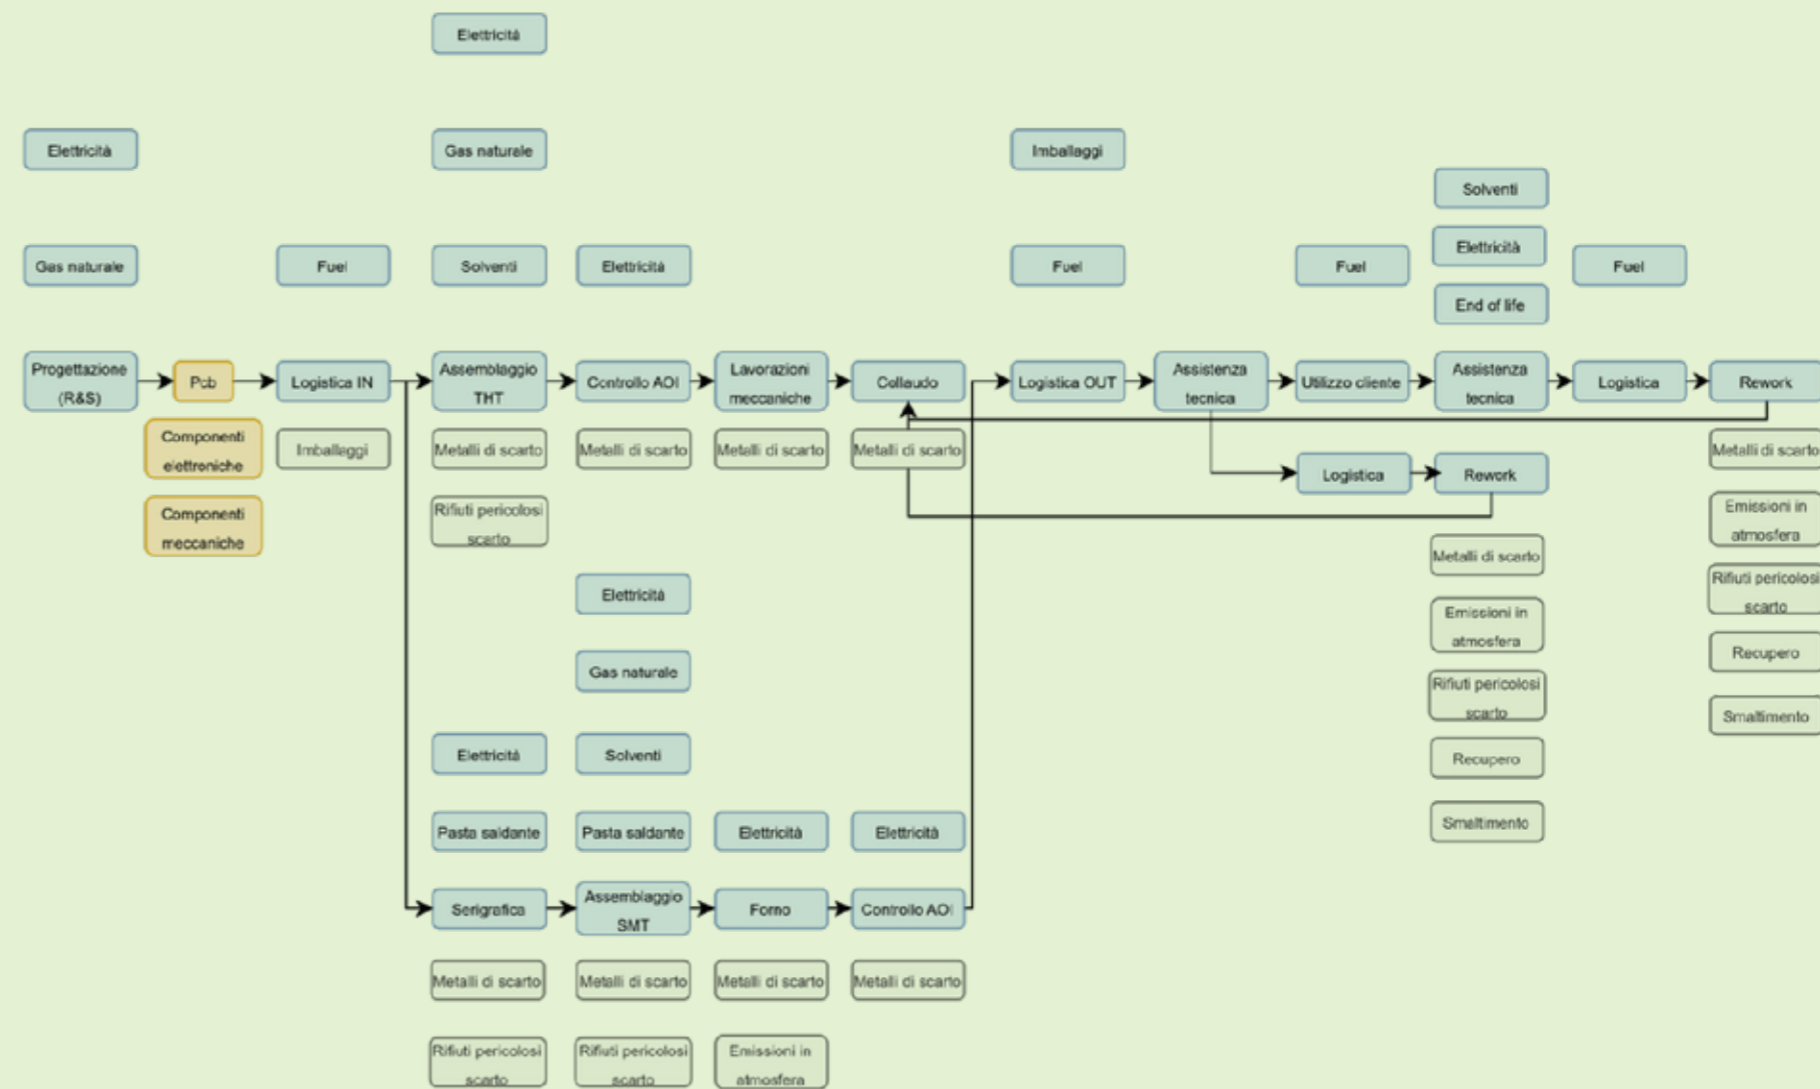 Elettricità
Elettricità
Gas naturale
Imballaggi
Solventi
Elettricità
Gas naturale
Fuel
Solventi
Elettricità
Fuel
Fuel
End of life
Fuel
Progettazione
(R&S)
Pcb
Logistica IN
Assemblaggio
THT
Controllo AOI
Lavorazioni
meccaniche
Collaudo
Logistica OUT
Assistenza
tecnica
Utilizzo cliente
Assistenza
tecnica
Logistica
Rework
Componenti
elettroniche
Imballaggi
Metalli di scarto
Metalli di scarto
Metalli di scarto
Metalli di scarto
Metalli di scarto
Logistica
Rework
Componenti
meccaniche
Rifiuti pericolosi
scarto
Emissioni in
atmosfera
Metalli di scarto
Elettricità
Rifiuti pericolosi
scarto
Emissioni in
atmosfera
Gas naturale
Recupero
Rifiuti pericolosi
scarto
Smaltimento
Elettricità
Solventi
Recupero
Pasta saldante
Pasta saldante
Elettricità
Elettricità
Smaltimento
Serigrafica
Assemblaggio
SMT
Forno
Controllo AOI
Metalli di scarto
Metalli di scarto
Metalli di scarto
Metalli di scarto
Rifiuti pericolosi
scarto
Rifiuti pericolosi
scarto
Emissioni in
atmosfera